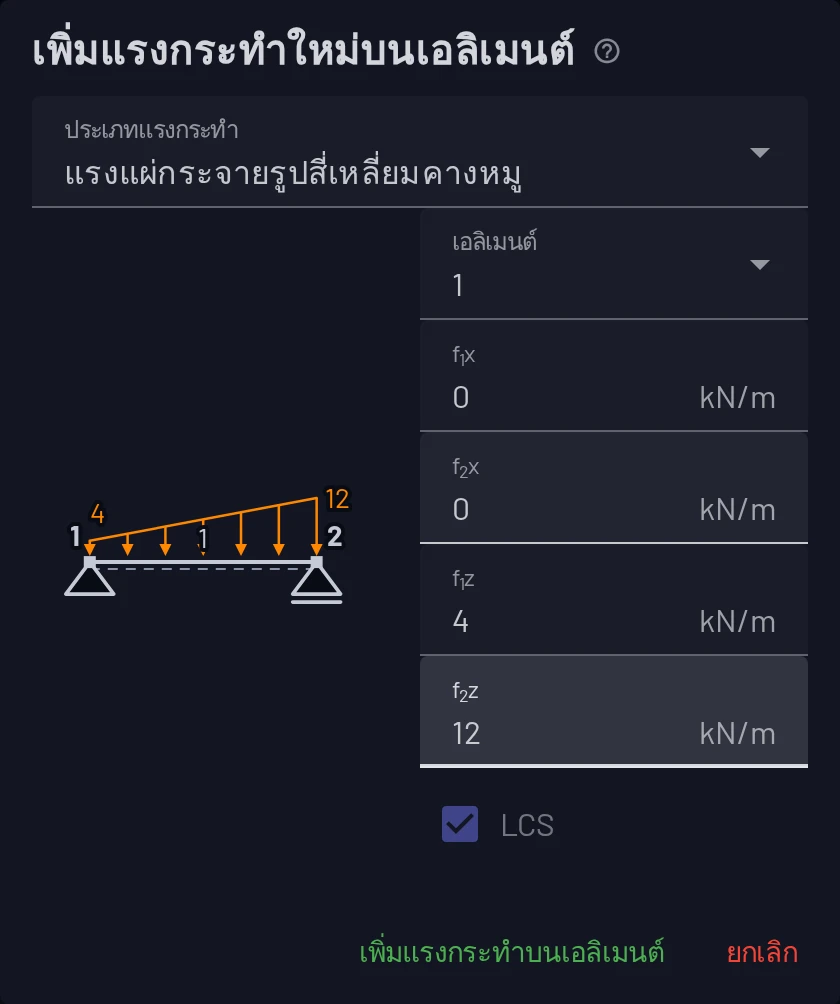 เพิ่มแรงกระทำใหม่บนเอลิเมนต์
ประเภทแรงกระทำ
แรงแผ่กระจายรูปสี่เหลี่ยมคางหมู
เอลิเมนต์
1
f₁x
0 kN/m
f₂x
0 kN/m
f₁z
4 kN/m
f₂z
12 kN/m
4 12
1 1 2
LCS
เพิ่มแรงกระทำบนเอลิเมนต์ ยกเลิก